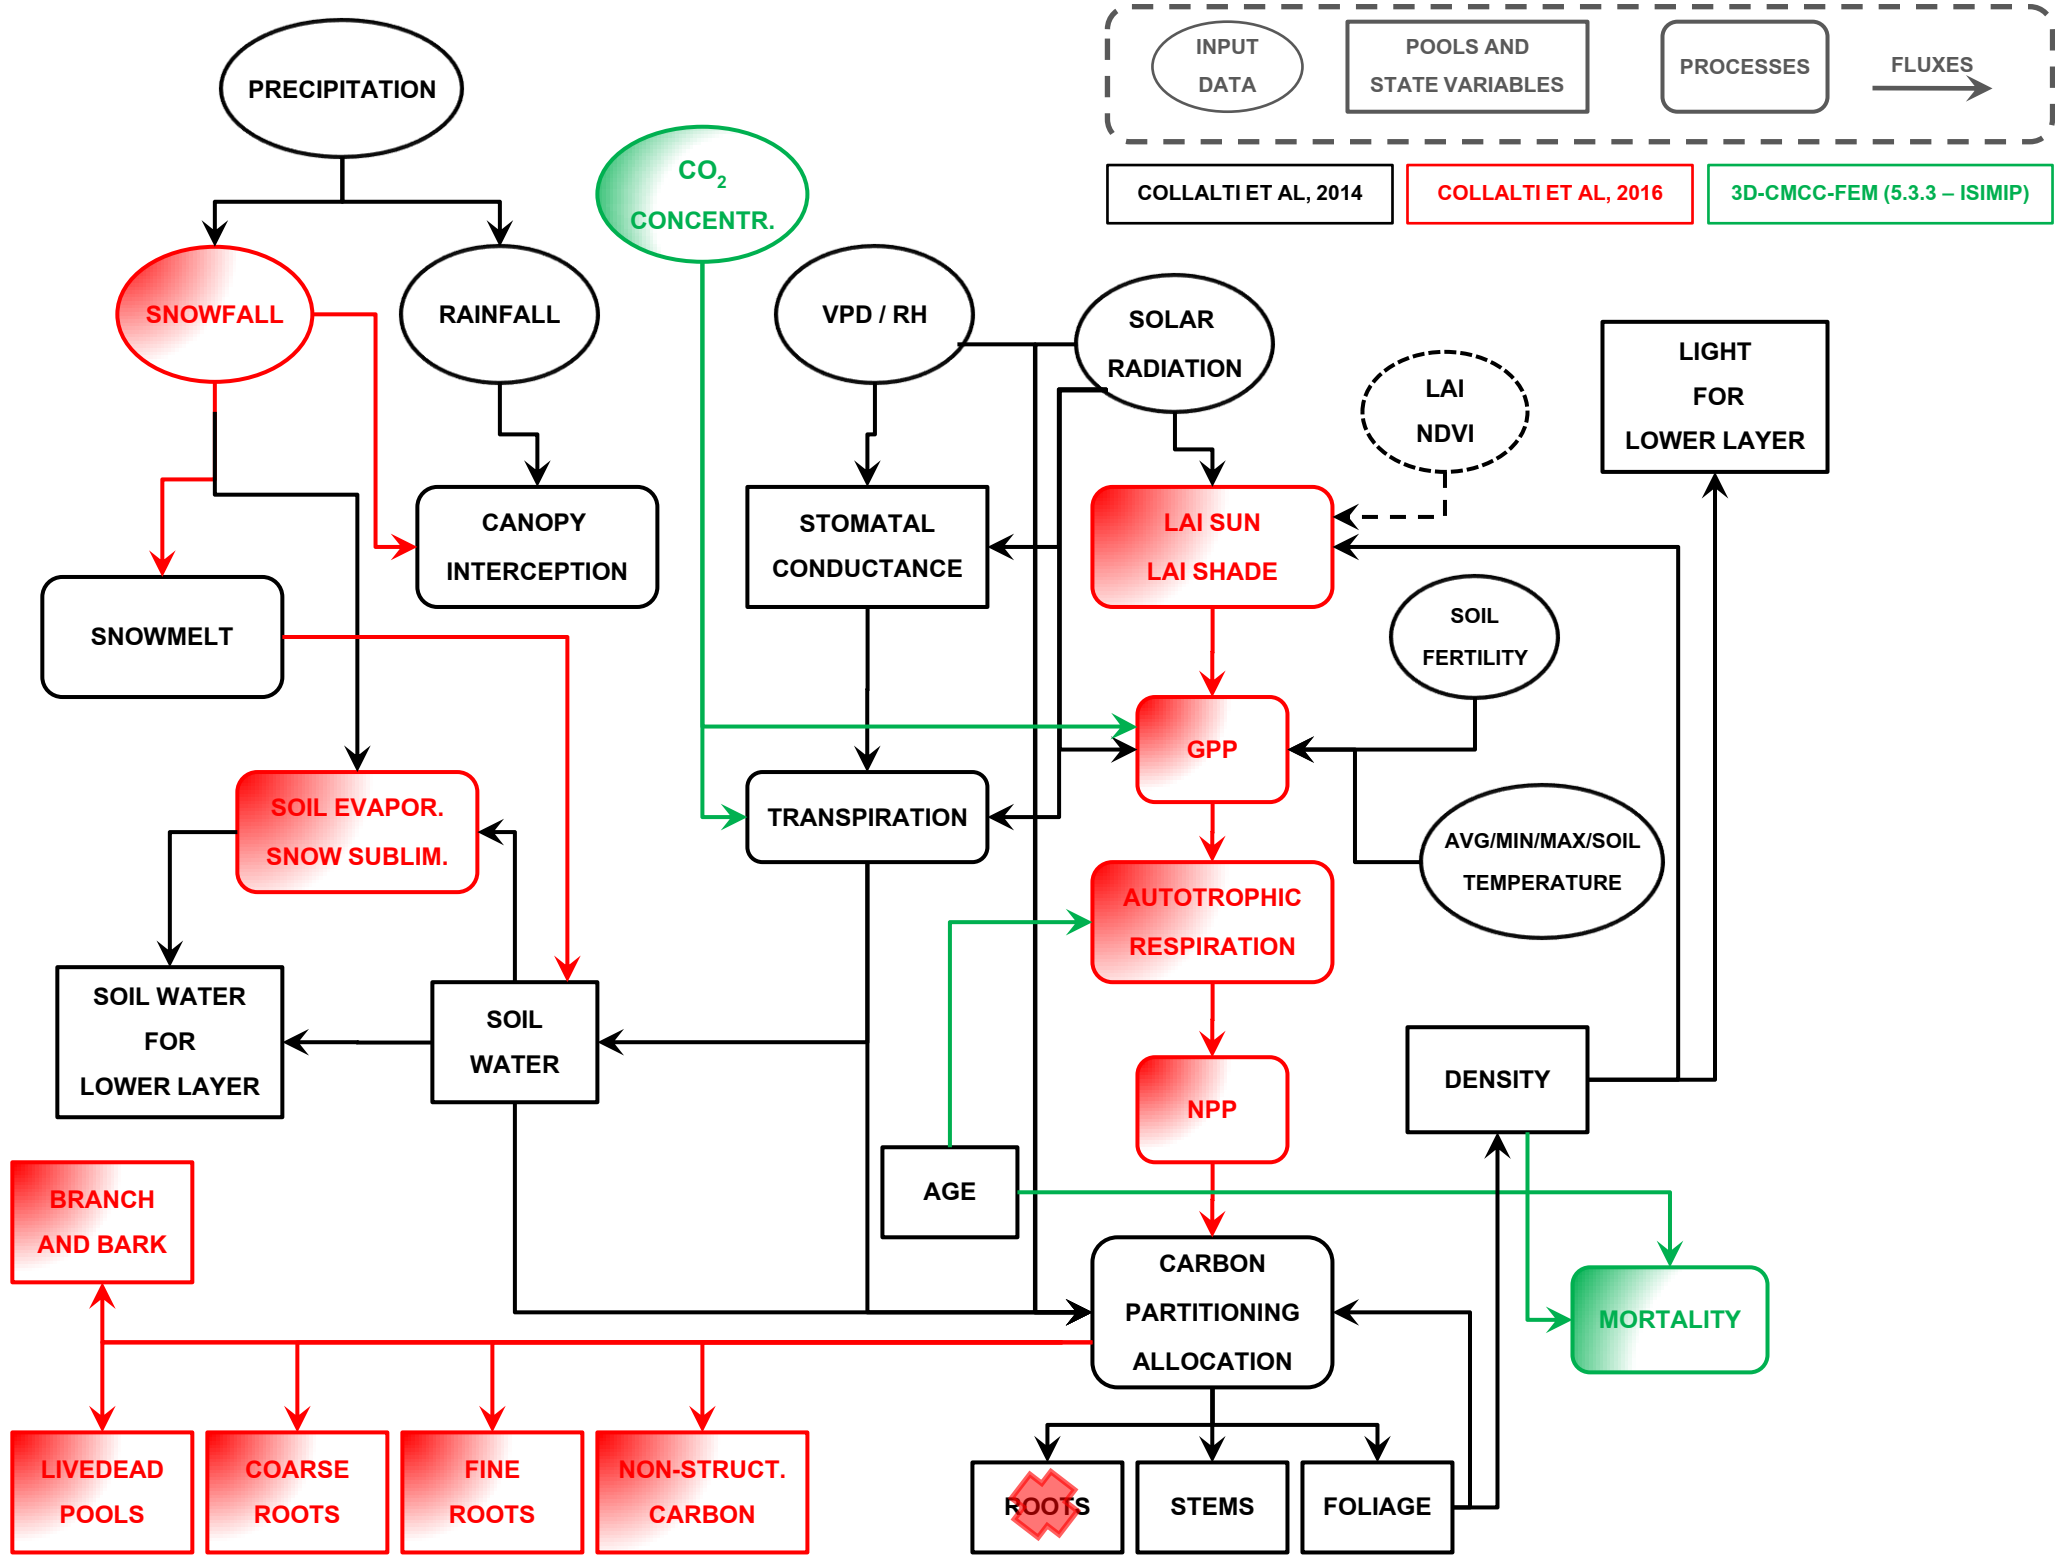 INPUT
DATA
POOLS AND
STATE VARIABLES
PROCESSES
FLUXES
COLLALTI ET AL, 2014
COLLALTI ET AL, 2016
3D-CMCC-FEM (5.3.3 – ISIMIP)
PRECIPITATION
CO2
CONCENTR.
SNOWFALL
RAINFALL
VPD / RH
SOLAR
RADIATION
LAI
NDVI
LIGHT
FOR
LOWER LAYER
CANOPY
INTERCEPTION
STOMATAL
CONDUCTANCE
LAI SUN
LAI SHADE
SNOWMELT
SOIL
FERTILITY
GPP
SOIL EVAPOR.
SNOW SUBLIM.
TRANSPIRATION
AVG/MIN/MAX/SOIL
TEMPERATURE
AUTOTROPHIC
RESPIRATION
SOIL WATER
FOR
LOWER LAYER
SOIL
WATER
NPP
DENSITY
BRANCH
AND BARK
AGE
CARBON
PARTITIONING
ALLOCATION
MORTALITY
LIVEDEAD
POOLS
COARSE
ROOTS
FINE
ROOTS
NON-STRUCT.
CARBON
ROOTS
STEMS
FOLIAGE